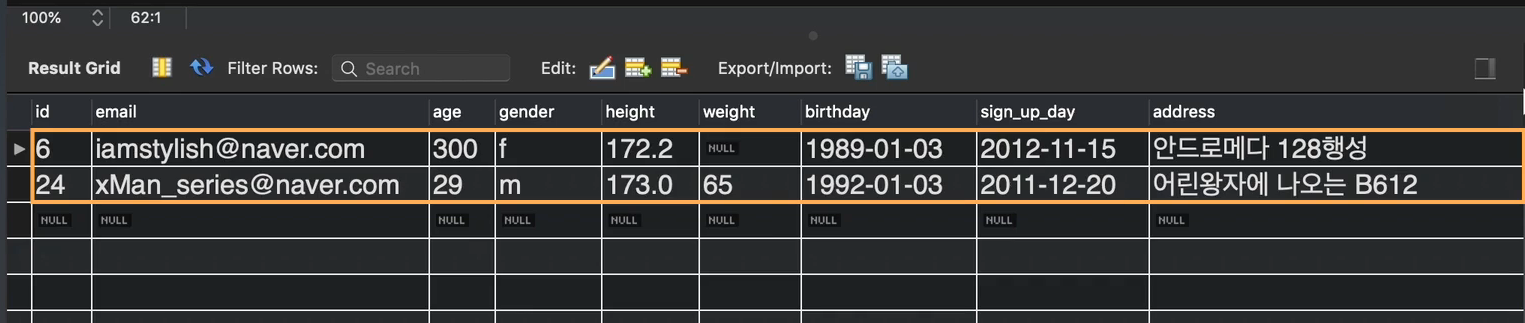 100% 62:1
Result Grid Filter Rows: Search Edit: Export/Import:
id email age gender height weight birthday sign_up_day address
6 iamstylish@naver.com 300 f 172.2 NULL 1989-01-03 2012-11-15 안드로메다 128행성
24 xMan_series@naver.com 29 m 173.0 65 1992-01-03 2011-12-20 어린왕자에 나오는 B612
NULL NULL NULL NULL NULL NULL NULL NULL NULL